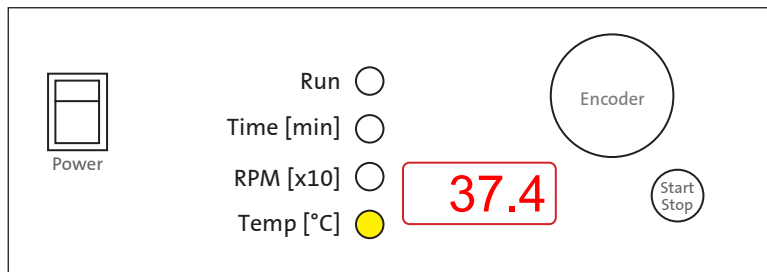 Run
Time [min]
RPM [x10]
Temp [°C]
37.4
Power
Encoder
Start
Stop